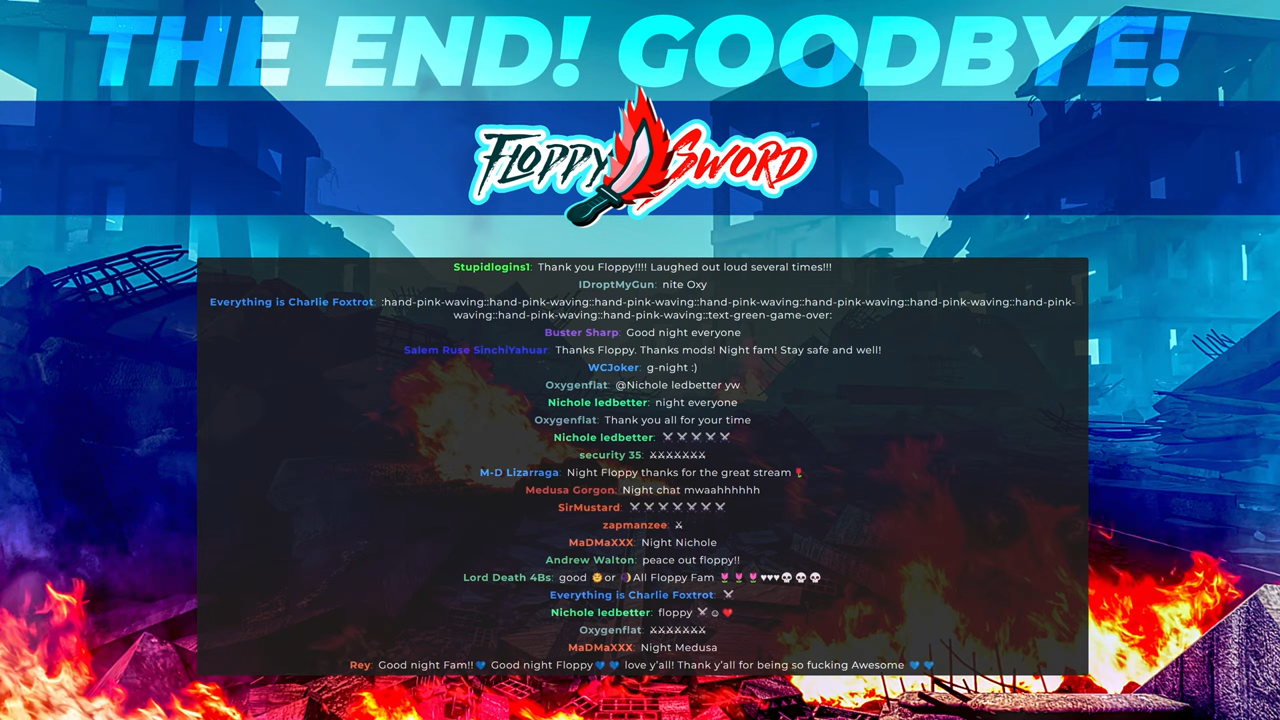 THE END! GOODBYE!
FLOPPY SWORD
Stupidlogins1: Thank you Floppy!!!! Laughed out loud several times!!!
IDroptMyGun: nite Oxy
Everything is Charlie Foxtrot: :hand-pink-waving::hand-pink-waving::hand-pink-waving::hand-pink-waving::hand-pink-waving::hand-pink-waving::hand-pink-
waving::hand-pink-waving::hand-pink-waving::text-green-game-over:
Buster Sharp: Good night everyone
Salem Ruse SinchiYahuar: Thanks Floppy. Thanks mods! Night fam! Stay safe and well!
WCJoker: g-night :)
Oxygenflat: @Nichole ledbetter yw
Nichole ledbetter: night everyone
Oxygenflat: Thank you all for your time
Nichole ledbetter: ⚔️⚔️⚔️⚔️⚔️
security 35: ⚔⚔⚔⚔⚔⚔⚔
M-D Lizarraga: Night Floppy thanks for the great stream🌹
Medusa Gorgon: Night chat mwaahhhhhh
SirMustard: ⚔️⚔️⚔️⚔️⚔️⚔️
zapmanzee: ⚔
MaDMaXXX: Night Nichole
Andrew Walton: peace out floppy!!
Lord Death 4Bs: good 🌞or 🌒All Floppy Fam 🌷🌷🌷♥♥♥💀💀💀
Everything is Charlie Foxtrot: ⚔️
Nichole ledbetter: floppy ⚔️☺❤️
Oxygenflat: ⚔⚔⚔⚔⚔⚔⚔
MaDMaXXX: Night Medusa
Rey: Good night Fam!!💙 Good night Floppy💙💙 love y'all! Thank y'all for being so fucking Awesome 💙💙